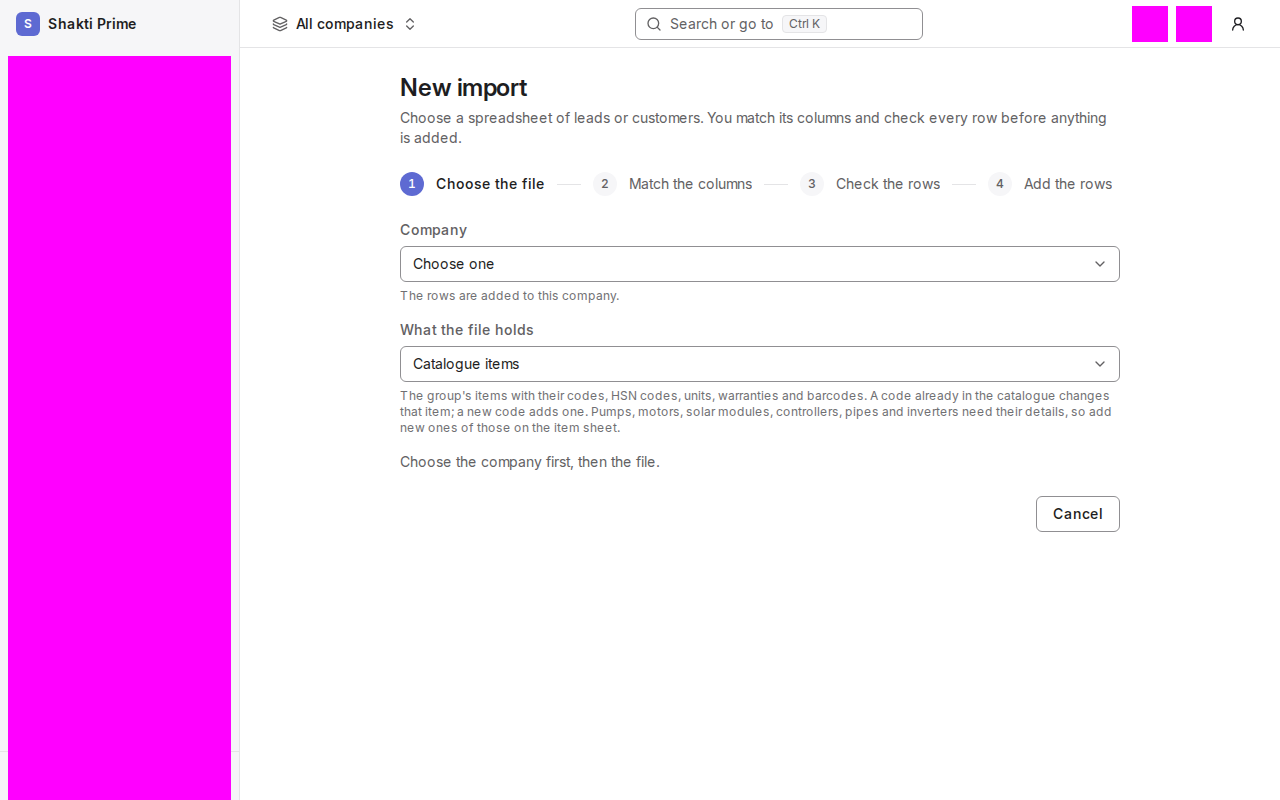 S Shakti Prime
All companies
Search or go to Ctrl K
New import
Choose a spreadsheet of leads or customers. You match its columns and check every row before anything
is added.
1 Choose the file
2 Match the columns
3 Check the rows
4 Add the rows
Company
Choose one
The rows are added to this company.
What the file holds
Catalogue items
The group's items with their codes, HSN codes, units, warranties and barcodes. A code already in the catalogue changes
that item; a new code adds one. Pumps, motors, solar modules, controllers, pipes and inverters need their details, so add
new ones of those on the item sheet.
Choose the company first, then the file.
Cancel